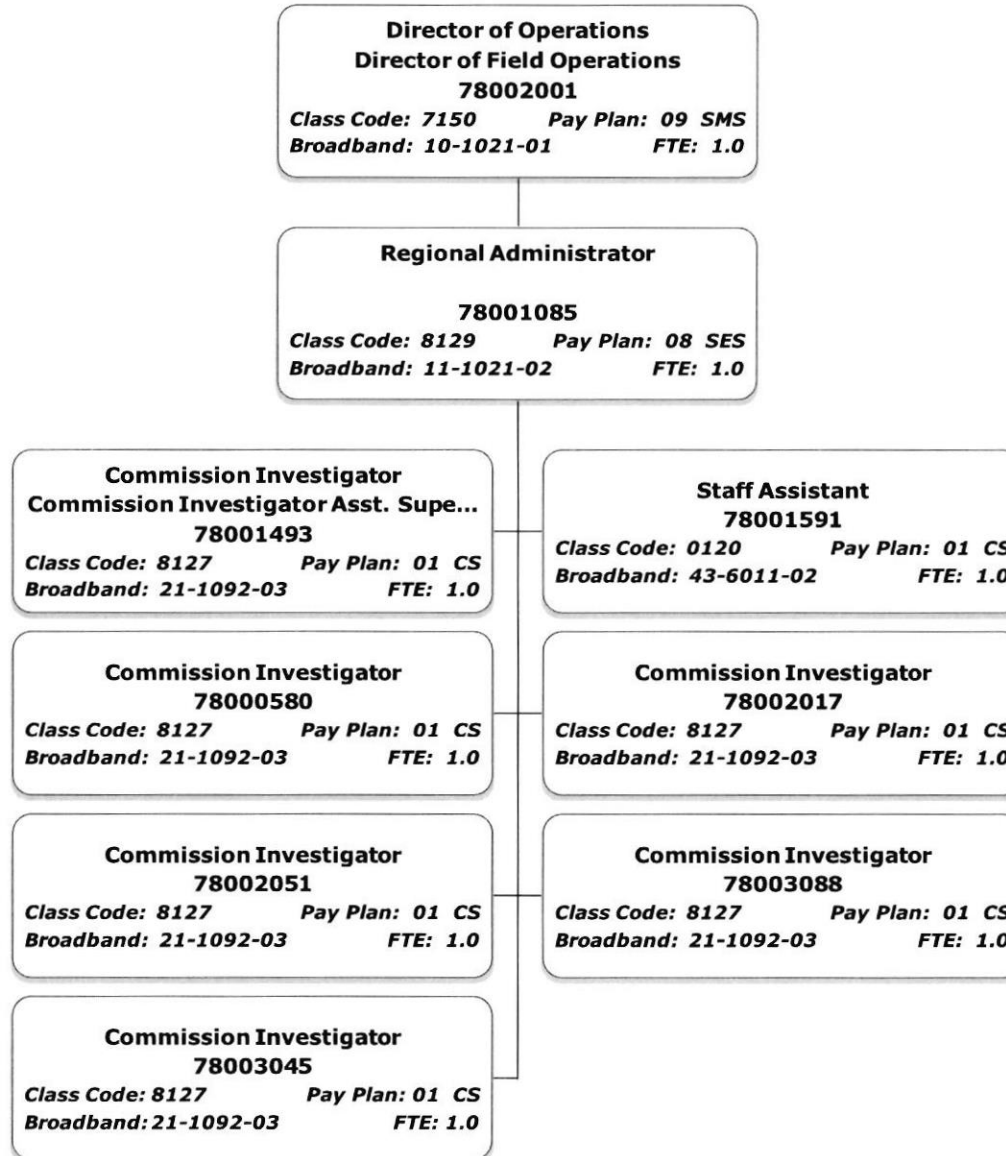 Director of Operations
Director of Field Operations
78002001
Class Code: 7150 Pay Plan: 09 SMS
Broadband: 10-1021-01 FTE: 1.0
Regional Administrator
78001085
Class Code: 8129 Pay Plan: 08 SES
Broadband: 11-1021-02 FTE: 1.0
Commission Investigator
Commission Investigator Asst. Supe...
78001493
Class Code: 8127 Pay Plan: 01 CS
Broadband: 21-1092-03 FTE: 1.0
Staff Assistant
78001591
Class Code: 0120 Pay Plan: 01 CS
Broadband: 43-6011-02 FTE: 1.0
Commission Investigator
78000580
Class Code: 8127 Pay Plan: 01 CS
Broadband: 21-1092-03 FTE: 1.0
Commission Investigator
78002017
Class Code: 8127 Pay Plan: 01 CS
Broadband: 21-1092-03 FTE: 1.0
Commission Investigator
78002051
Class Code: 8127 Pay Plan: 01 CS
Broadband: 21-1092-03 FTE: 1.0
Commission Investigator
78003088
Class Code: 8127 Pay Plan: 01 CS
Broadband: 21-1092-03 FTE: 1.0
Commission Investigator
78003045
Class Code: 8127 Pay Plan: 01 CS
Broadband: 21-1092-03 FTE: 1.0